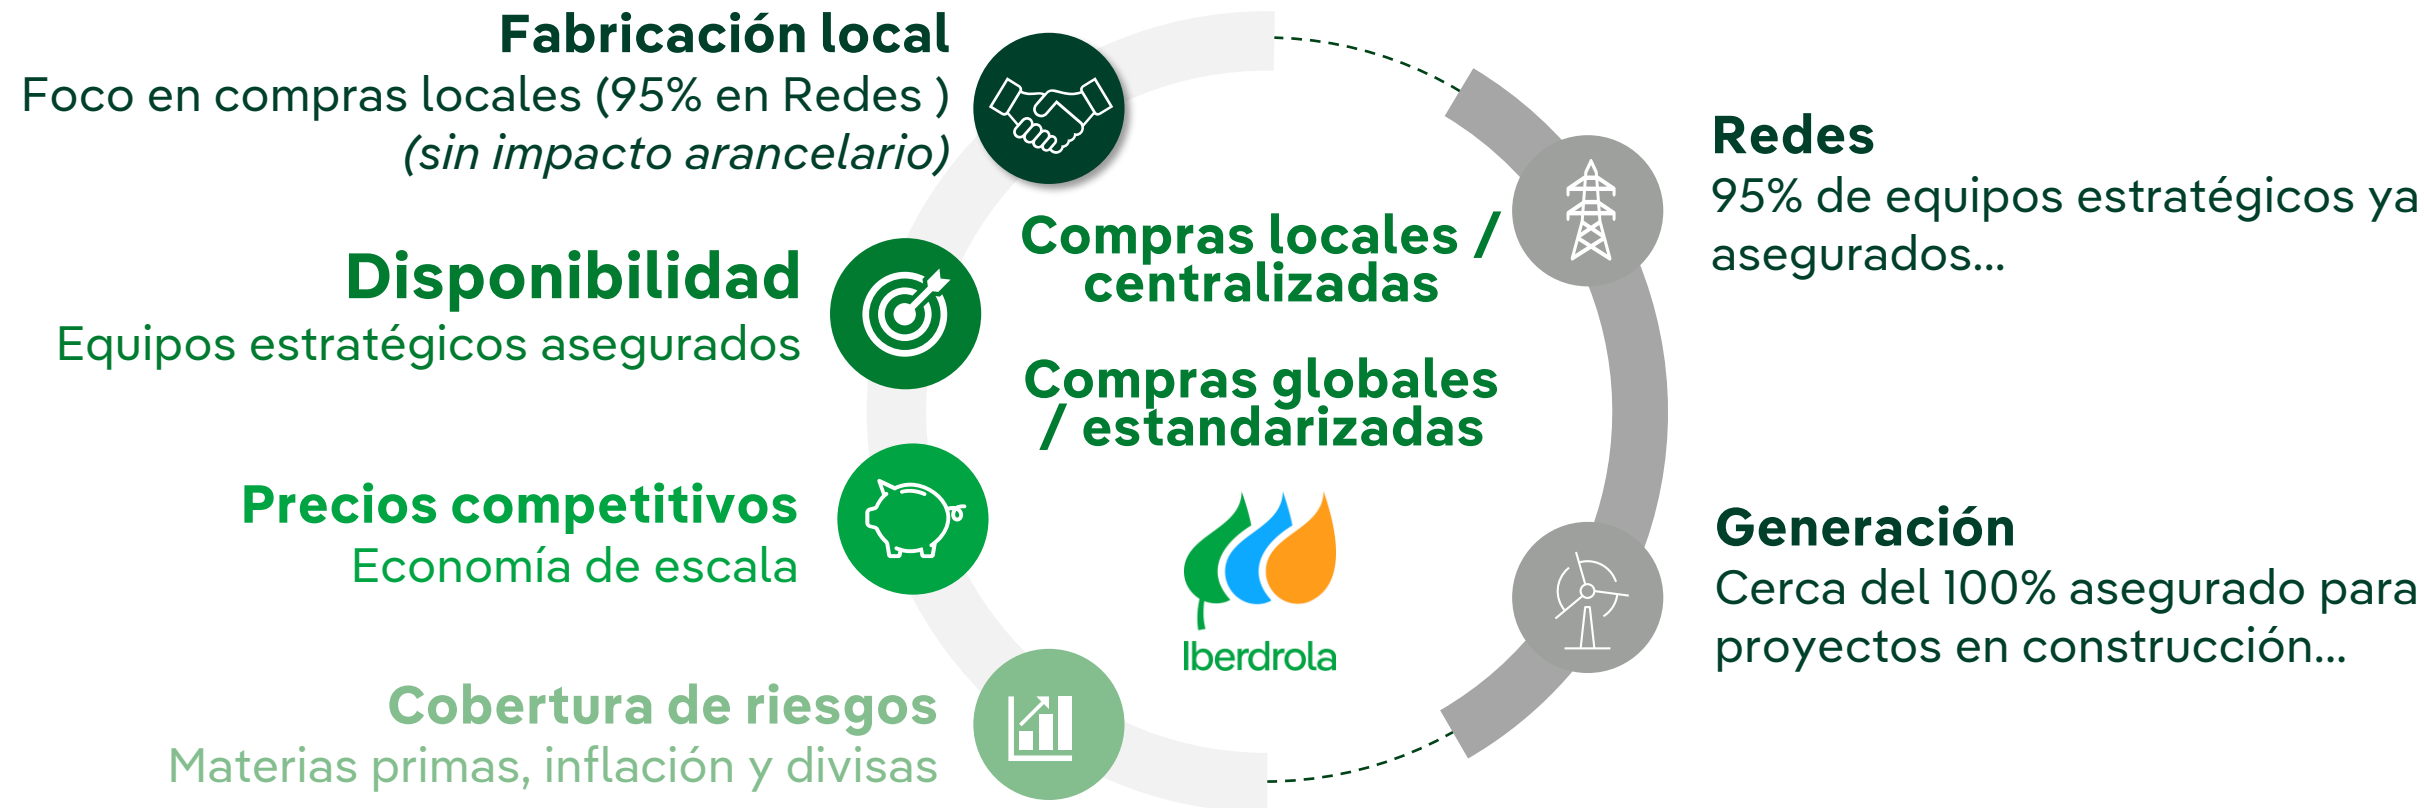 Fabricación local
Foco en compras locales (95% en Redes )
(sin impacto arancelario)
Disponibilidad
Equipos estratégicos asegurados
Precios competitivos
Economía de escala
Cobertura de riesgos
Materias primas, inflación y divisas
Compras locales /
centralizadas
Compras globales
/ estandarizadas
Iberdrola
Redes
95% de equipos estratégicos ya
asegurados...
Generación
Cerca del 100% asegurado para
proyectos en construcción...